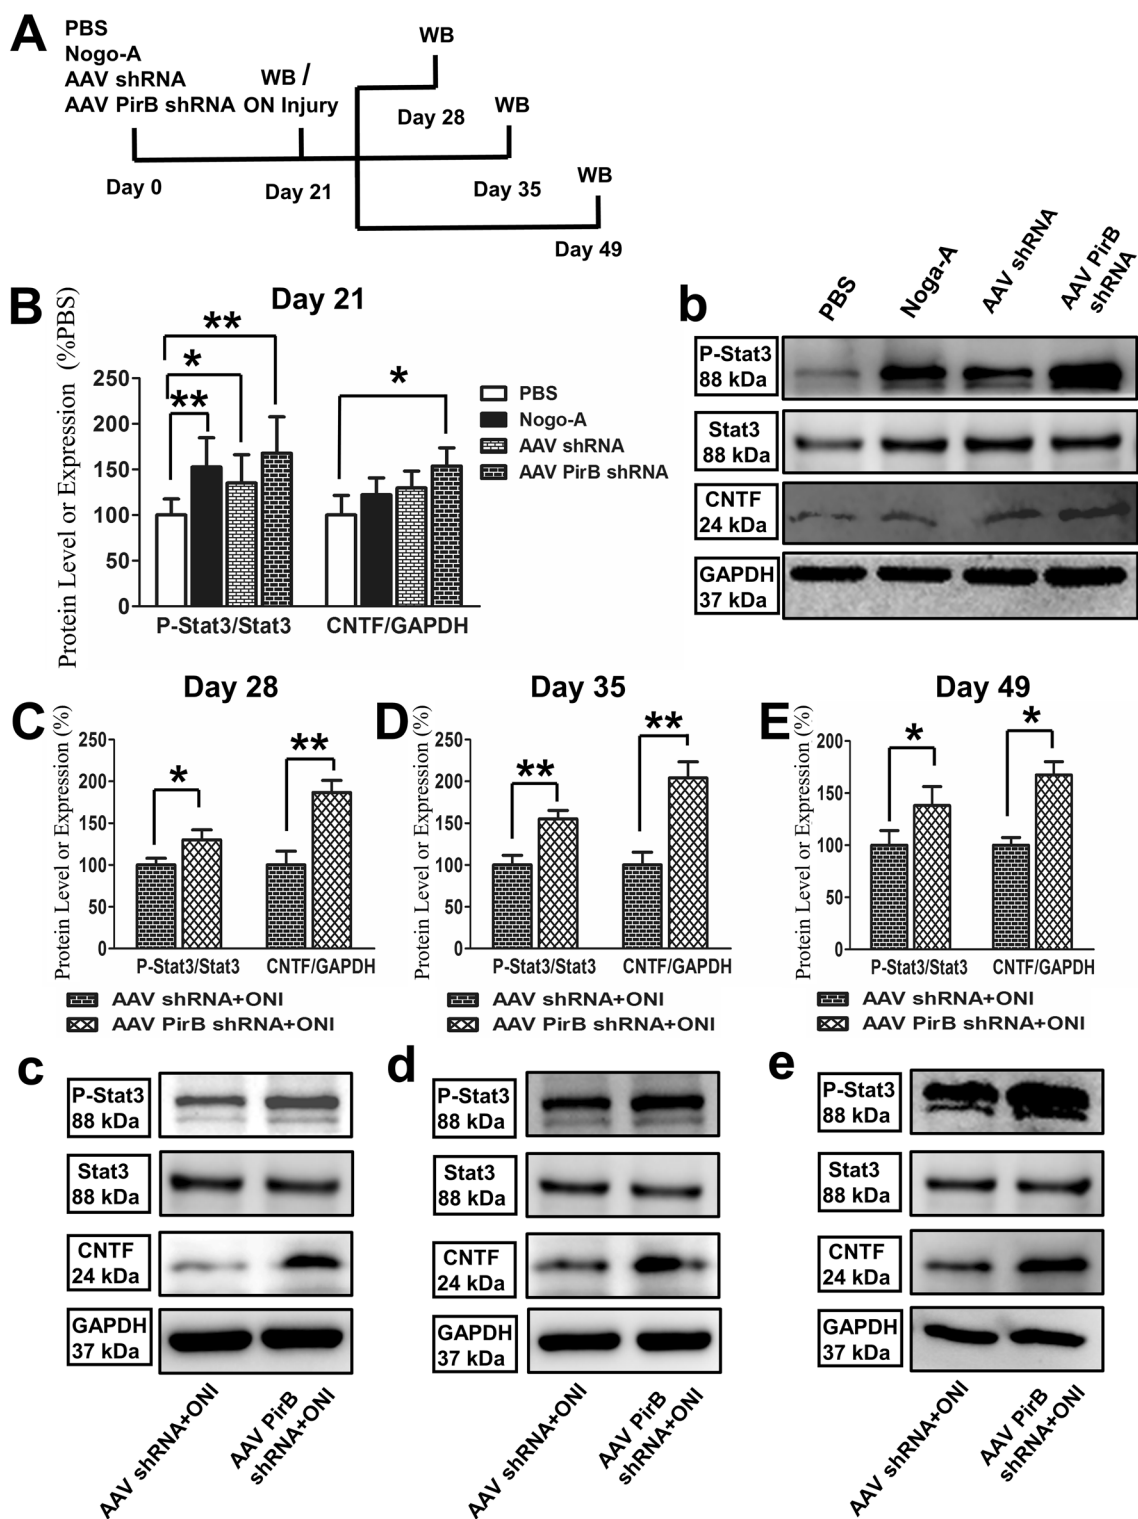 A
PBS
Nogo-A
AAV shRNA
AAV PirB shRNA
WB /
ON Injury
WB
Day 28
WB
Day 0
Day 21
Day 35
WB
Day 49
B
Day 21
Protein Level or Expression (%PBS)
250
200
150
100
50
0
**
*
**
*
P-Stat3/Stat3
CNTF/GAPDH
PBS
Nogo-A
AAV shRNA
AAV PirB shRNA
b
PBS
Noga-A
AAV shRNA
AAV PirB
shRNA
P-Stat3
88 kDa
Stat3
88 kDa
CNTF
24 kDa
GAPDH
37 kDa
C
Day 28
Protein Level or Expression (%)
250
200
150
100
50
0
*
**
P-Stat3/Stat3
CNTF/GAPDH
AAV shRNA+ONI
AAV PirB shRNA+ONI
D
Day 35
Protein Level or Expression (%)
250
200
150
100
50
0
**
**
P-Stat3/Stat3
CNTF/GAPDH
AAV shRNA+ONI
AAV PirB shRNA+ONI
E
Day 49
Protein Level or Expression (%)
200
150
100
50
0
*
*
P-Stat3/Stat3
CNTF/GAPDH
AAV shRNA+ONI
AAV PirB shRNA+ONI
c
P-Stat3
88 kDa
Stat3
88 kDa
CNTF
24 kDa
GAPDH
37 kDa
AAV shRNA+ONI
AAV PirB
shRNA+ONI
d
P-Stat3
88 kDa
Stat3
88 kDa
CNTF
24 kDa
GAPDH
37 kDa
AAV shRNA+ONI
AAV PirB
shRNA+ONI
e
P-Stat3
88 kDa
Stat3
88 kDa
CNTF
24 kDa
GAPDH
37 kDa
AAV shRNA+ONI
AAV PirB
shRNA+ONI